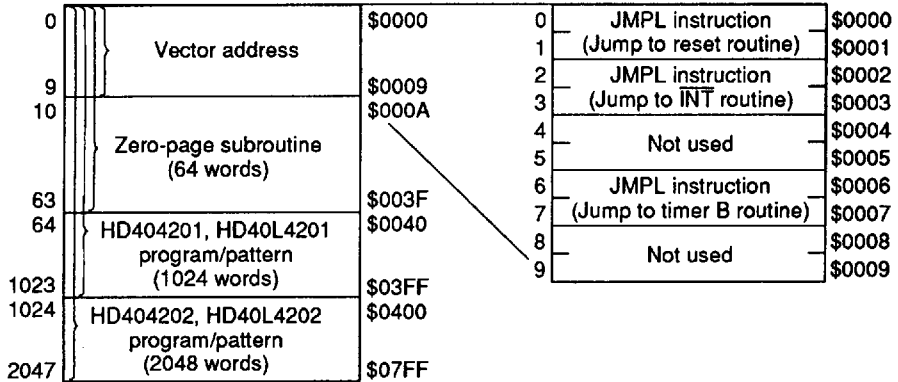 0
Vector address
$0000
9
$0009
10
$000A
Zero-page subroutine
(64 words)
63
$003F
64
HD404201, HD40L4201
$0040
program/pattern
(1024 words)
1023
$03FF
1024
HD404202, HD40L4202
$0400
program/pattern
(2048 words)
2047
$07FF
0
JMPL instruction
$0000
1
(Jump to reset routine)
$0001
2
JMPL instruction
$0002
3
(Jump to I̅N̅T̅ routine)
$0003
4
Not used
$0004
5
$0005
6
JMPL instruction
$0006
7
(Jump to timer B routine)
$0007
8
Not used
$0008
9
$0009